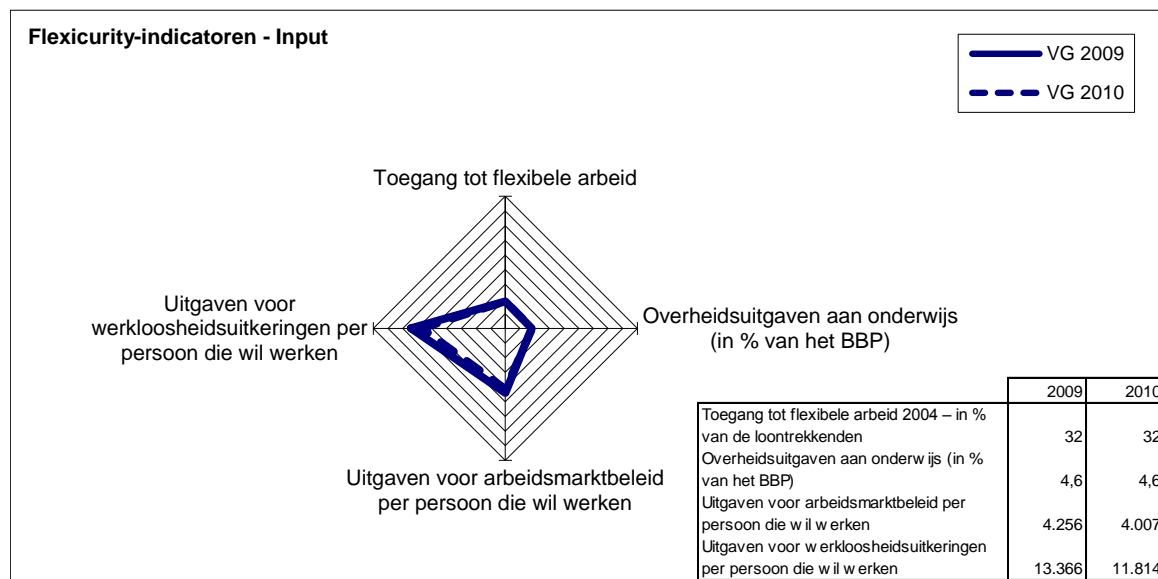 Flexicurity-indicatoren - Input
VG 2009
VG 2010
Toegang tot flexibele arbeid
Uitgaven voor
werkloosheidsuitkeringen per
persoon die wil werken
Overheidsuitgaven aan onderwijs
(in % van het BBP)
Uitgaven voor arbeidsmarktbeleid
per persoon die wil werken
2009 2010
Toegang tot flexibele arbeid 2004 – in %
van de loontrekkenden 32 32
Overheidsuitgaven aan onderwijs (in %
van het BBP) 4,6 4,6
Uitgaven voor arbeidsmarktbeleid per
persoon die wil werken 4.256 4.007
Uitgaven voor werkloosheidsuitkeringen
per persoon die wil werken 13.366 11.814